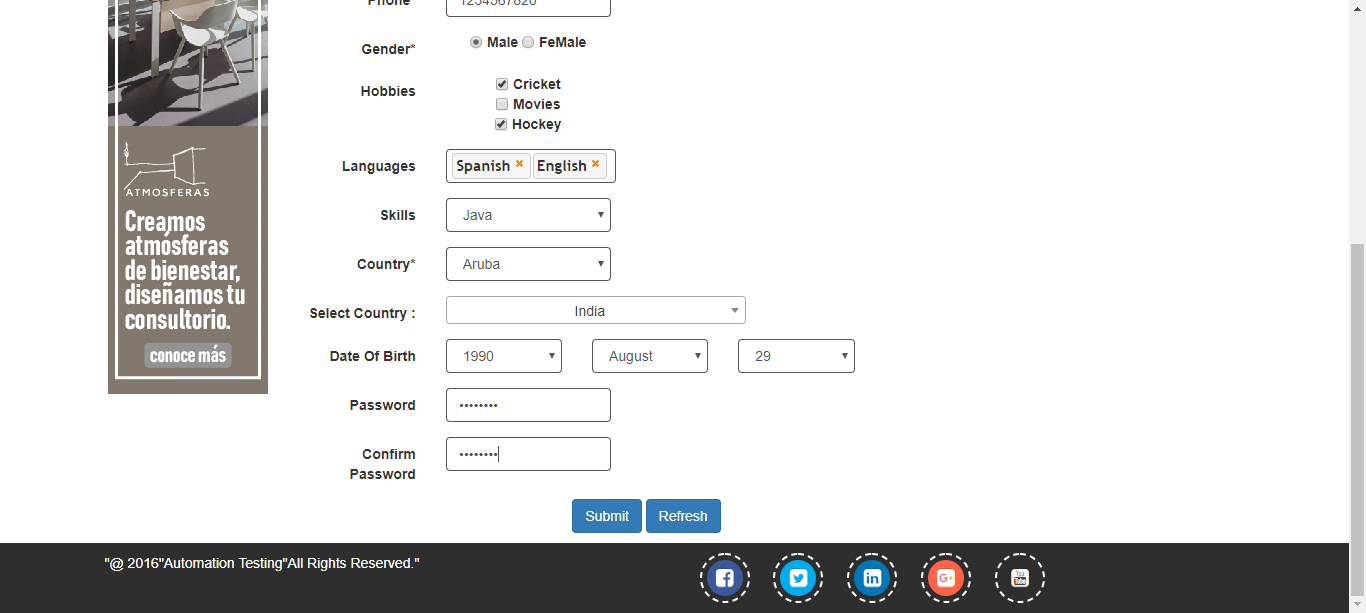 Phone
1234567820
Gender*
Male FeMale
Hobbies
Cricket
Movies
Hockey
Languages
Spanish × English ×
Skills
Java
Country*
Aruba
Select Country :
India
Date Of Birth
1990 August 29
Password
••••••••
Confirm
Password
••••••••
Submit Refresh
ATMOSFERAS
Creamos
atmósferas
de bienestar,
diseñamos tu
consultorio.
conoce más
"@ 2016"Automation Testing"All Rights Reserved."
f in G+ You Tube